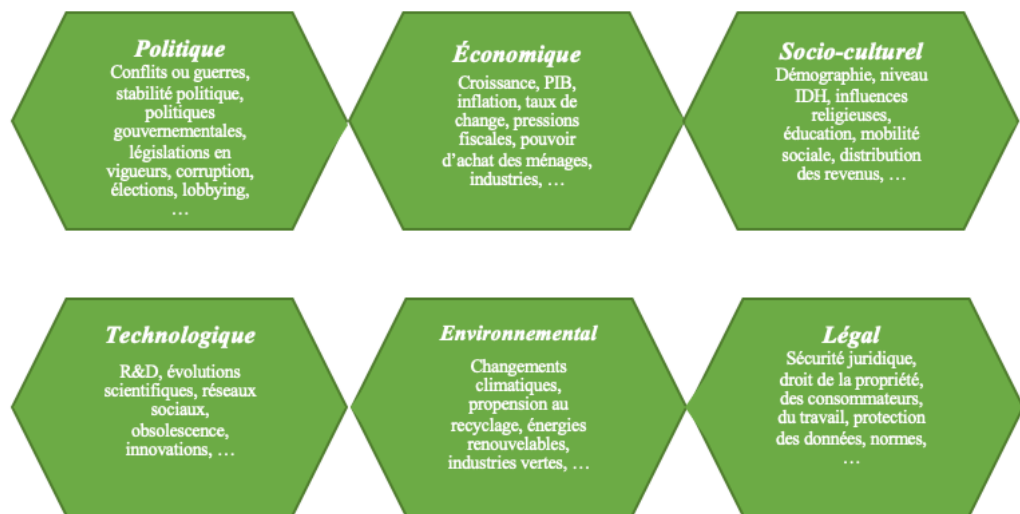 Politique
Conflits ou guerres,
stabilité politique,
politiques
gouvernementales,
législations en
vigueurs, corruption,
élections, lobbying,
…
Économique
Croissance, PIB,
inflation, taux de
change, pressions
fiscales, pouvoir
d’achat des ménages,
industries, …
Socio-culturel
Démographie, niveau
IDH, influences
religieuses,
éducation, mobilité
sociale, distribution
des revenus, …
Technologique
R&D, évolutions
scientifiques, réseaux
sociaux,
obsolescence,
innovations, …
Environnemental
Changements
climatiques,
propension au
recyclage, énergies
renouvelables,
industries vertes, …
Légal
Sécurité juridique,
droit de la propriété,
des consommateurs,
du travail, protection
des données, normes,
…